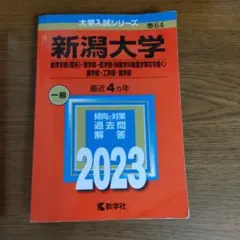 大学入試シリーズ
64
新潟大学
教育学部〈理系〉・理学部・医学部〈保健学科看護学専攻を除く〉
歯学部・工学部・農学部
一般
最近4カ年
傾向と対策
過去問
解答
2023
教学社